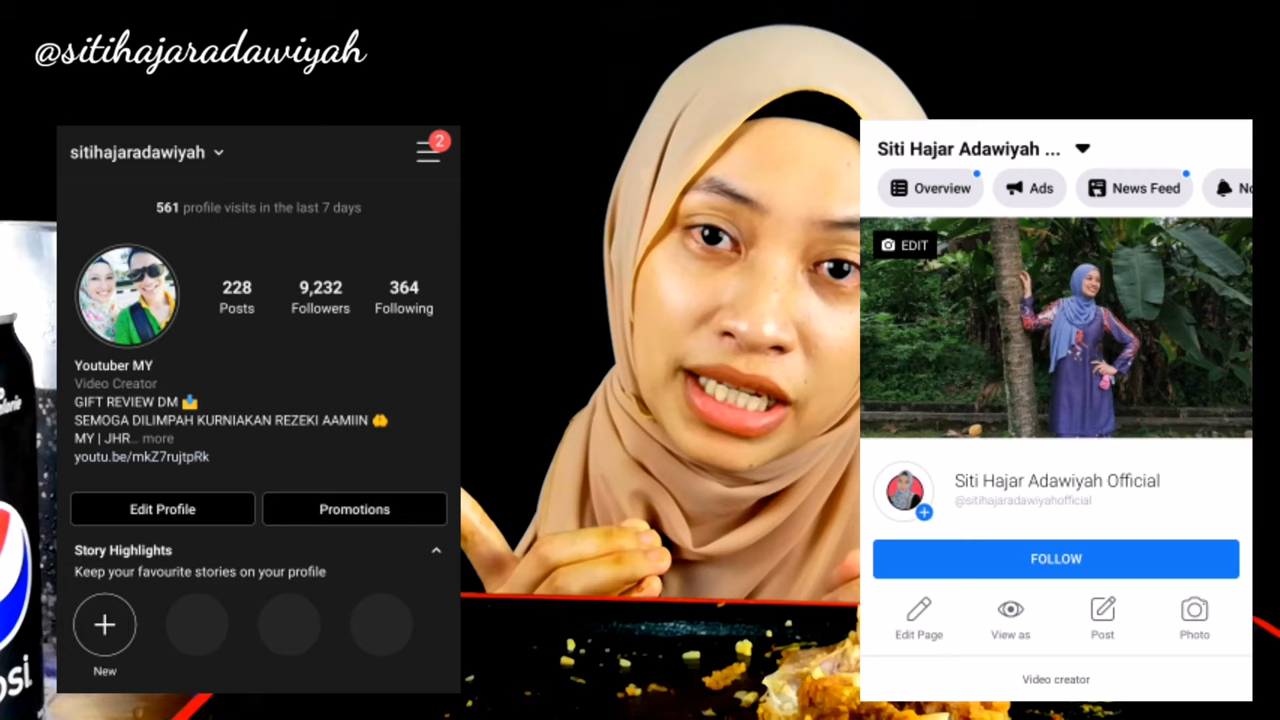 @sitihajaradawiyah
sitihajaradawiyah
2
561 profile visits in the last 7 days
228 9,232 364
Posts Followers Following
Youtuber MY
Video Creator
GIFT REVIEW DM 📩
SEMOGA DILIMPAH KURNIAKAN REZEKI AAMIIN 🤲
MY | JHR... more
youtu.be/mkZ7rujtpRk
Edit Profile Promotions
Story Highlights
Keep your favourite stories on your profile
New
Siti Hajar Adawiyah ...
Overview Ads News Feed No
EDIT
Siti Hajar Adawiyah Official
@sitihajaradawiyahofficial
FOLLOW
Edit Page View as Post Photo
Video creator